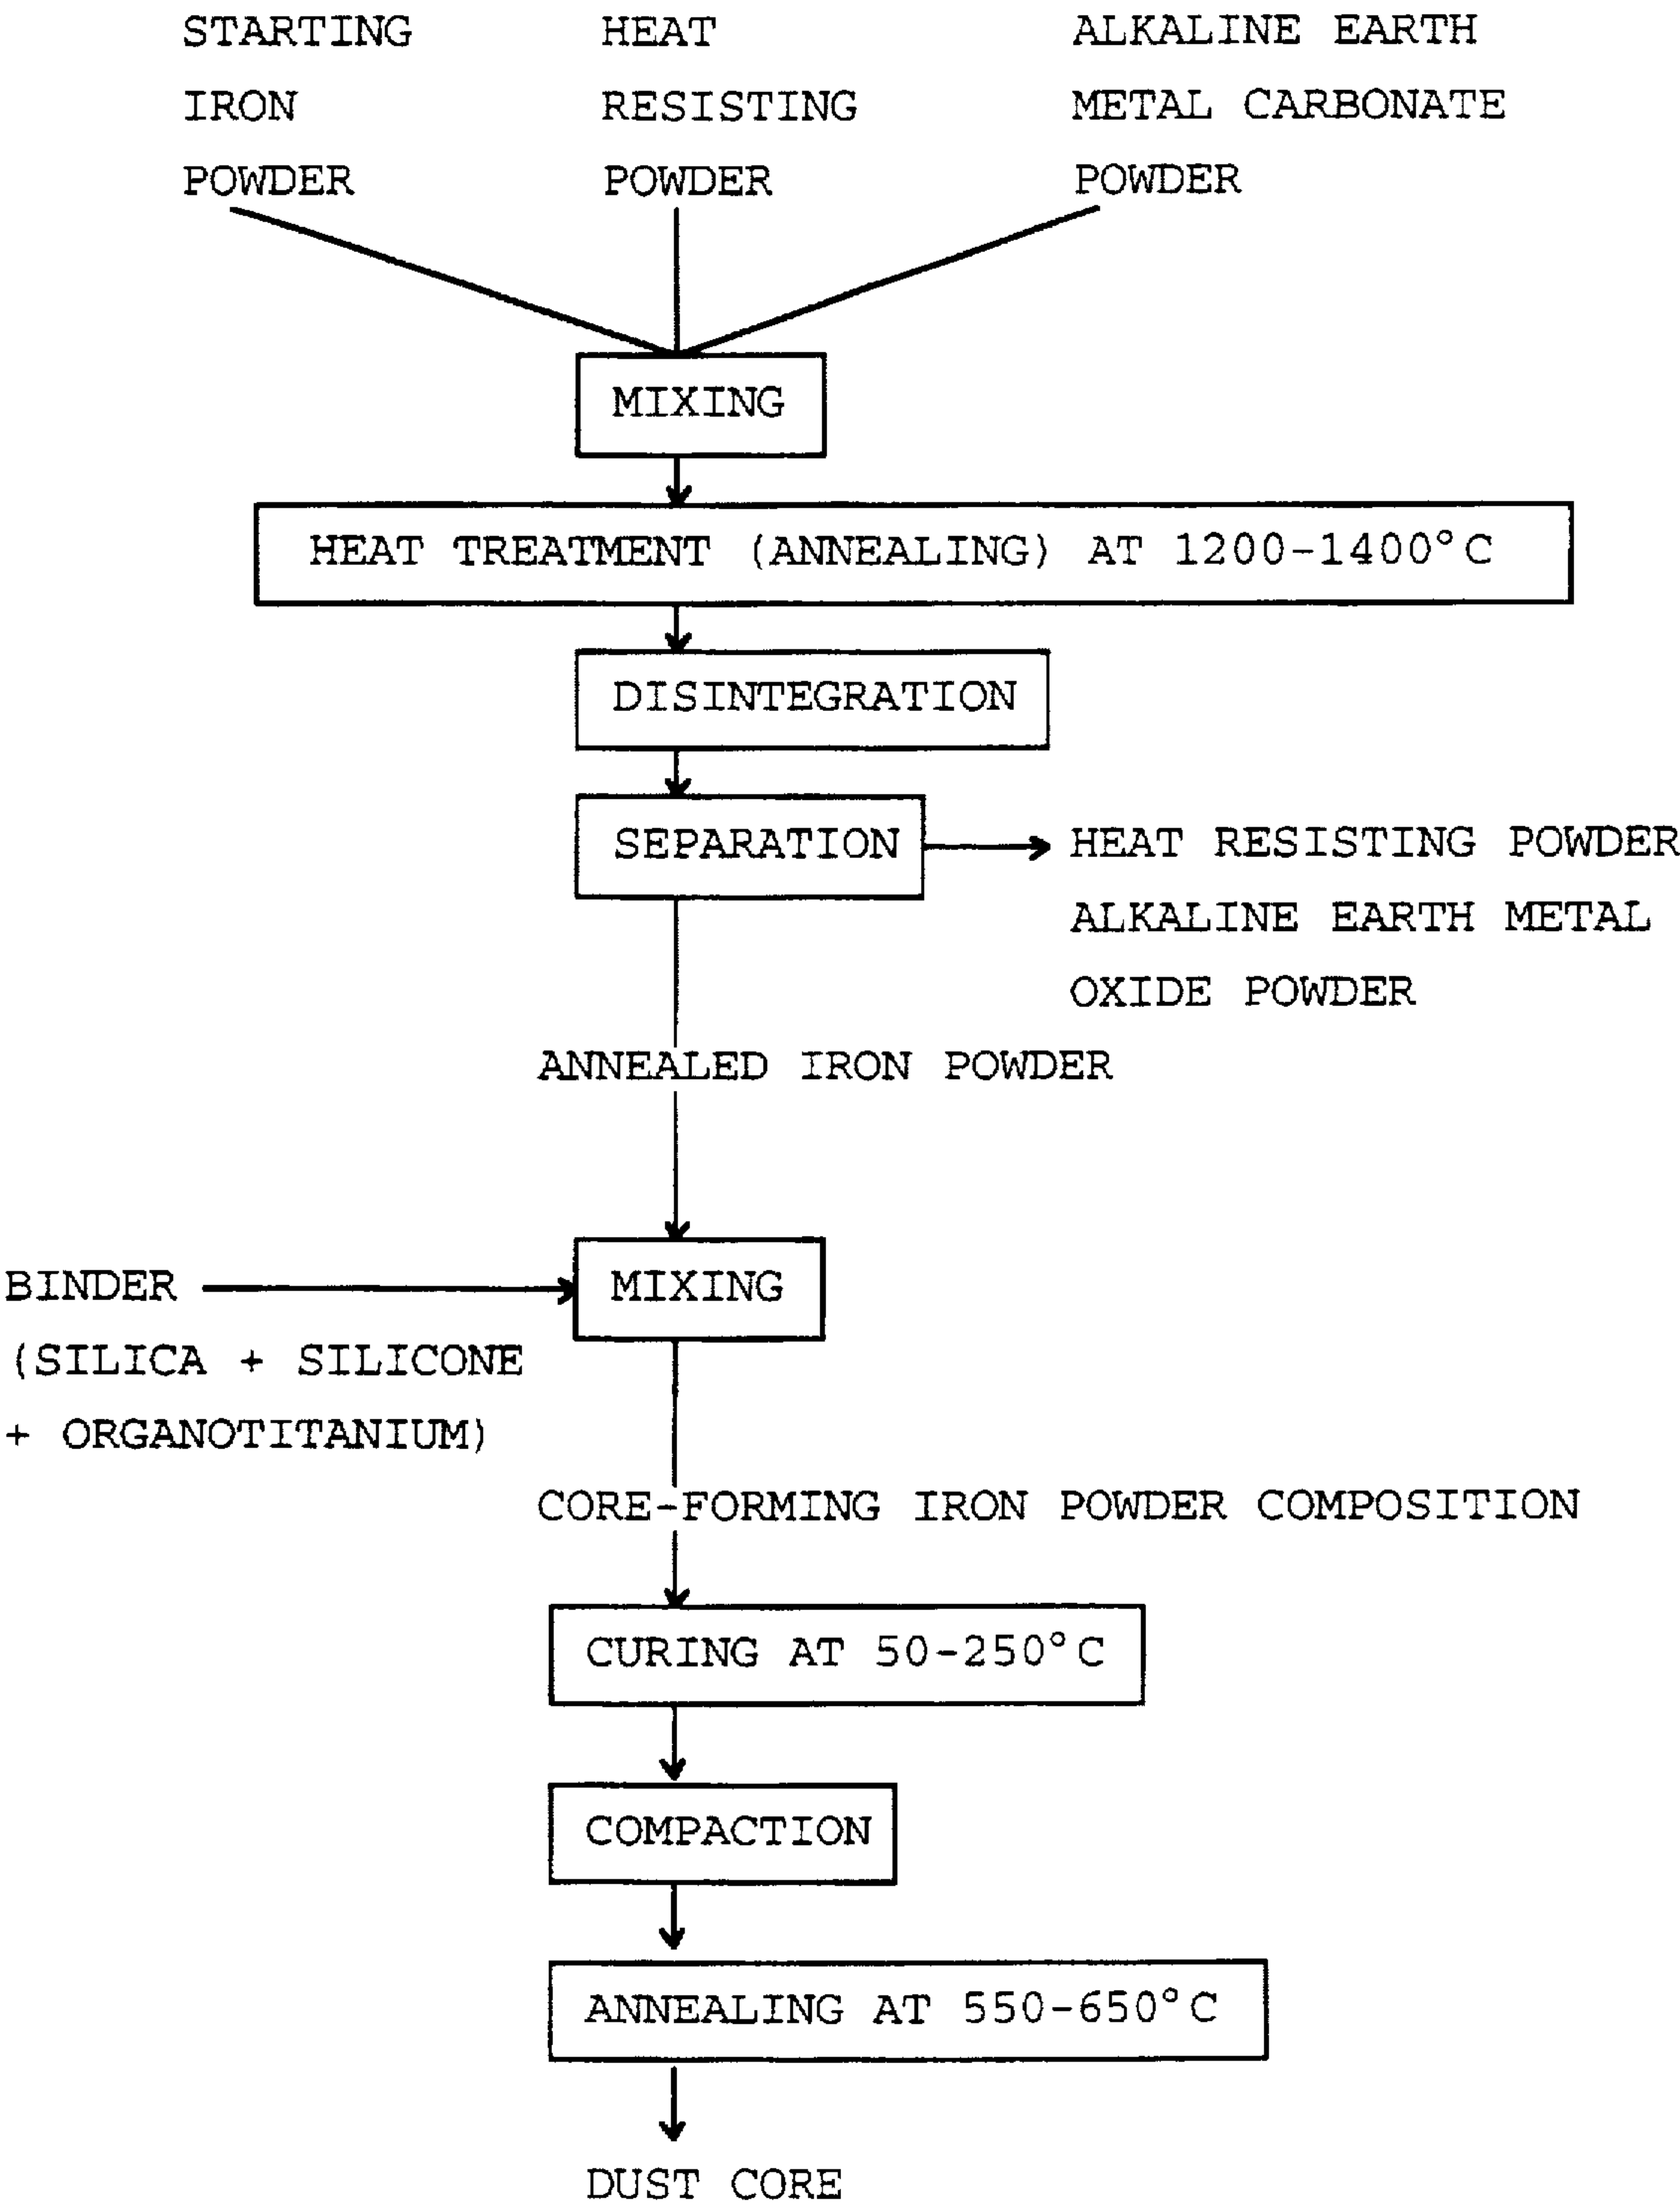 STARTING
IRON
POWDER
HEAT
RESISTING
POWDER
ALKALINE EARTH
METAL CARBONATE
POWDER
MIXING
HEAT TREATMENT (ANNEALING) AT 1200-1400°C
DISINTEGRATION
SEPARATION
HEAT RESISTING POWDER
ALKALINE EARTH METAL
OXIDE POWDER
ANNEALED IRON POWDER
BINDER
(SILICA + SILICONE
+ ORGANOTITANIUM)
MIXING
CORE-FORMING IRON POWDER COMPOSITION
CURING AT 50-250°C
COMPACTION
ANNEALING AT 550-650°C
DUST CORE